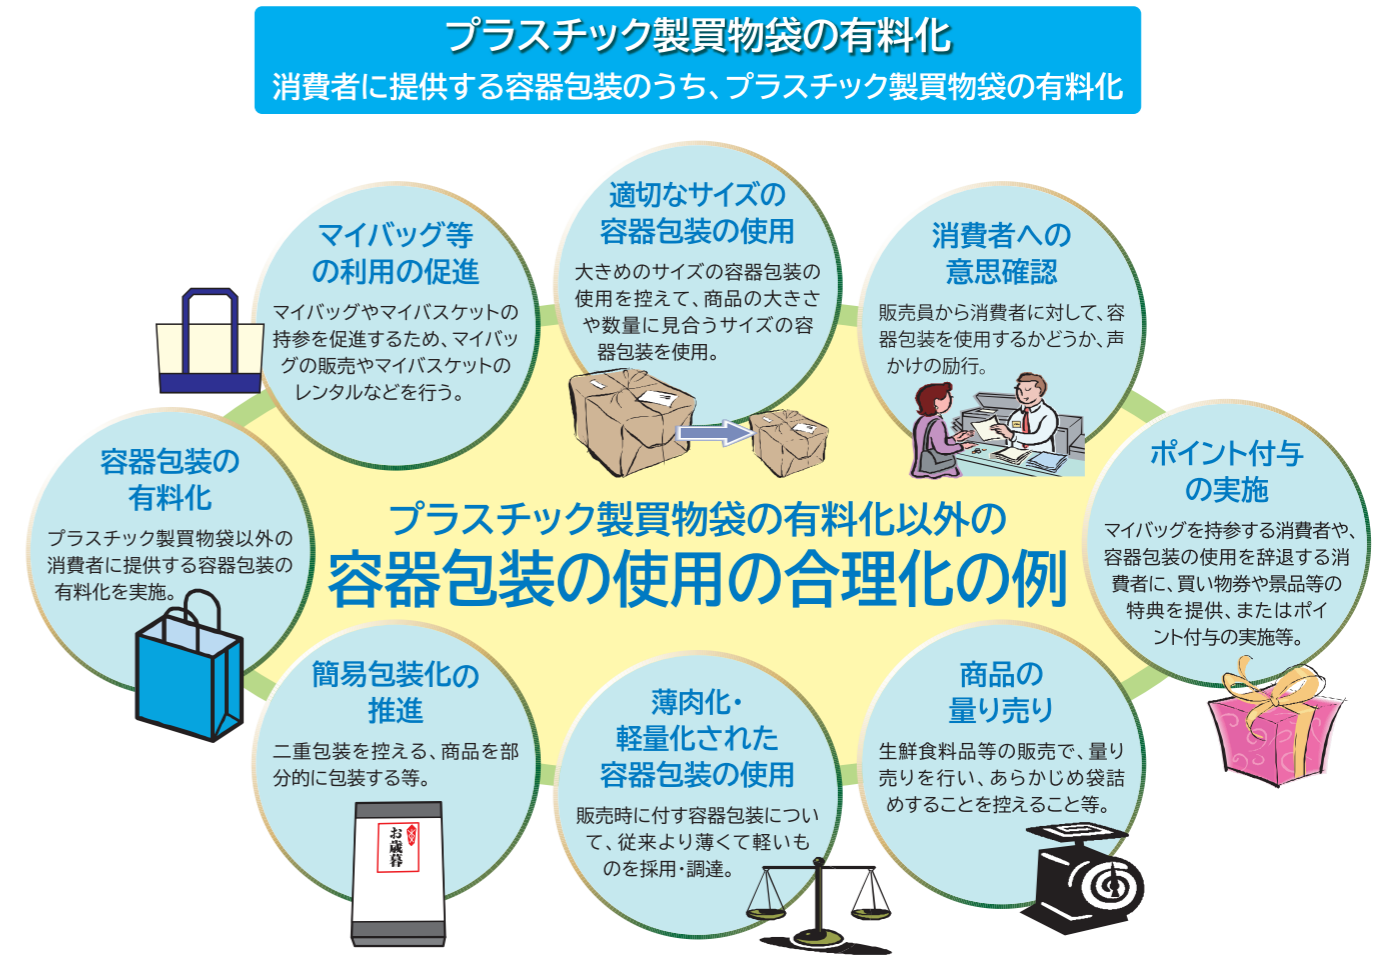 プラスチック製買物袋の有料化
消費者に提供する容器包装のうち、プラスチック製買物袋の有料化
適切なサイズの
容器包装の使用
大きめのサイズの容器包装の
使用を控えて、商品の大きさ
や数量に見合うサイズの容
器包装を使用。
マイバッグ等
の利用の促進
マイバッグやマイバスケットの
持参を促進するため、マイバッ
グの販売やマイバスケットの
レンタルなどを行う。
消費者への
意思確認
販売員から消費者に対して、容
器包装を使用するかどうか、声
かけの励行。
容器包装の
有料化
プラスチック製買物袋以外の
消費者に提供する容器包装の
有料化を実施。
ポイント付与
の実施
マイバッグを持参する消費者や、
容器包装の使用を辞退する消
費者に、買い物券や景品等の
特典を提供、またはポイ
ント付与の実施等。
プラスチック製買物袋の有料化以外の
容器包装の使用の合理化の例
簡易包装化の
推進
二重包装を控える、商品を部
分的に包装する等。
お歳暮
薄肉化・
軽量化された
容器包装の使用
販売時に付す容器包装につい
て、従来より薄くて軽いも
のを採用・調達。
商品の
量り売り
生鮮食料品等の販売で、量り
売りを行い、あらかじめ袋詰
めすることを控えること等。